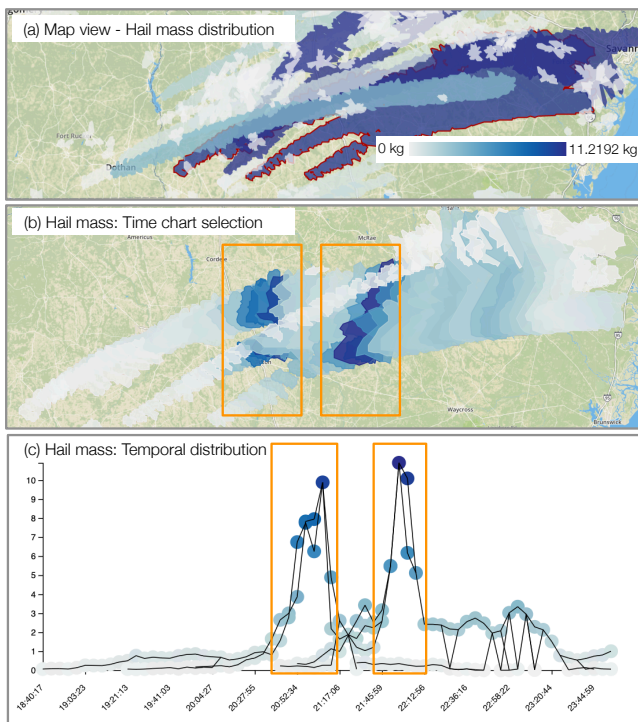 (a) Map view - Hail mass distribution
Savann
Fort Ruc
Dothan
0 kg
11.2192 kg
(b) Hail mass: Time chart selection
Americus
McRae
Cordele
Waycross
Brunswick
(c) Hail mass: Temporal distribution
10
9
8
7
6
5
4
3
2
1
0
18:40:17
19:03:23
19:21:13
19:41:03
20:04:27
20:27:55
20:52:34
21:17:06
21:45:59
22:12:56
22:36:16
22:58:22
23:20:44
23:44:59